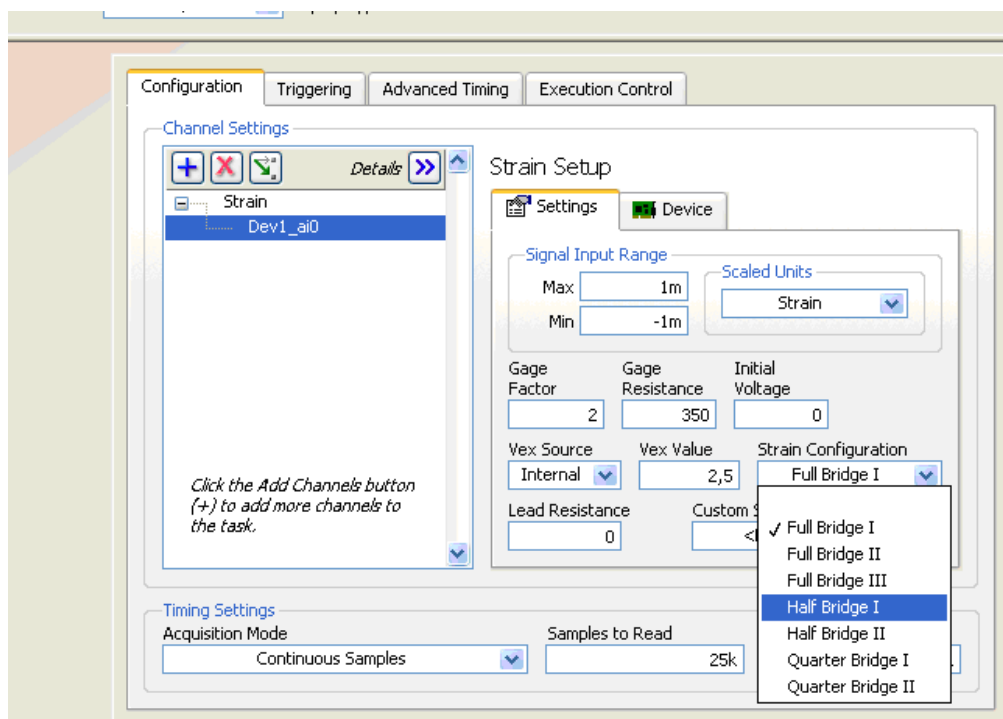 Configuration Triggering Advanced Timing Execution Control
Channel Settings
Details
Strain
Dev1_ai0
Click the Add Channels button
(+) to add more channels to
the task.
Strain Setup
Settings Device
Signal Input Range
Max 1m
Min -1m
Scaled Units
Strain
Gage Factor 2
Gage Resistance 350
Initial Voltage 0
Vex Source Internal
Vex Value 2,5
Strain Configuration
Full Bridge I
Lead Resistance 0
Custom
✓ Full Bridge I
Full Bridge II
Full Bridge III
Half Bridge I
Half Bridge II
Quarter Bridge I
Quarter Bridge II
Timing Settings
Acquisition Mode
Continuous Samples
Samples to Read
25k